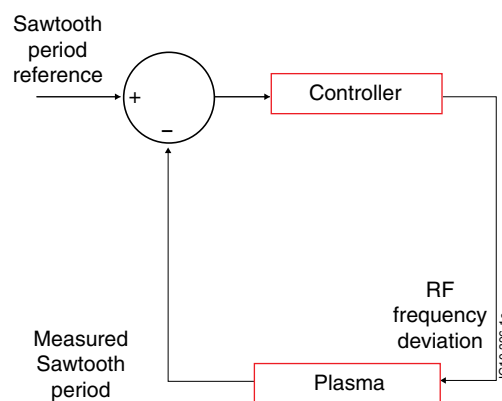 Sawtooth
period
reference
+
−
Controller
RF
frequency
deviation
Measured
Sawtooth
period
Plasma